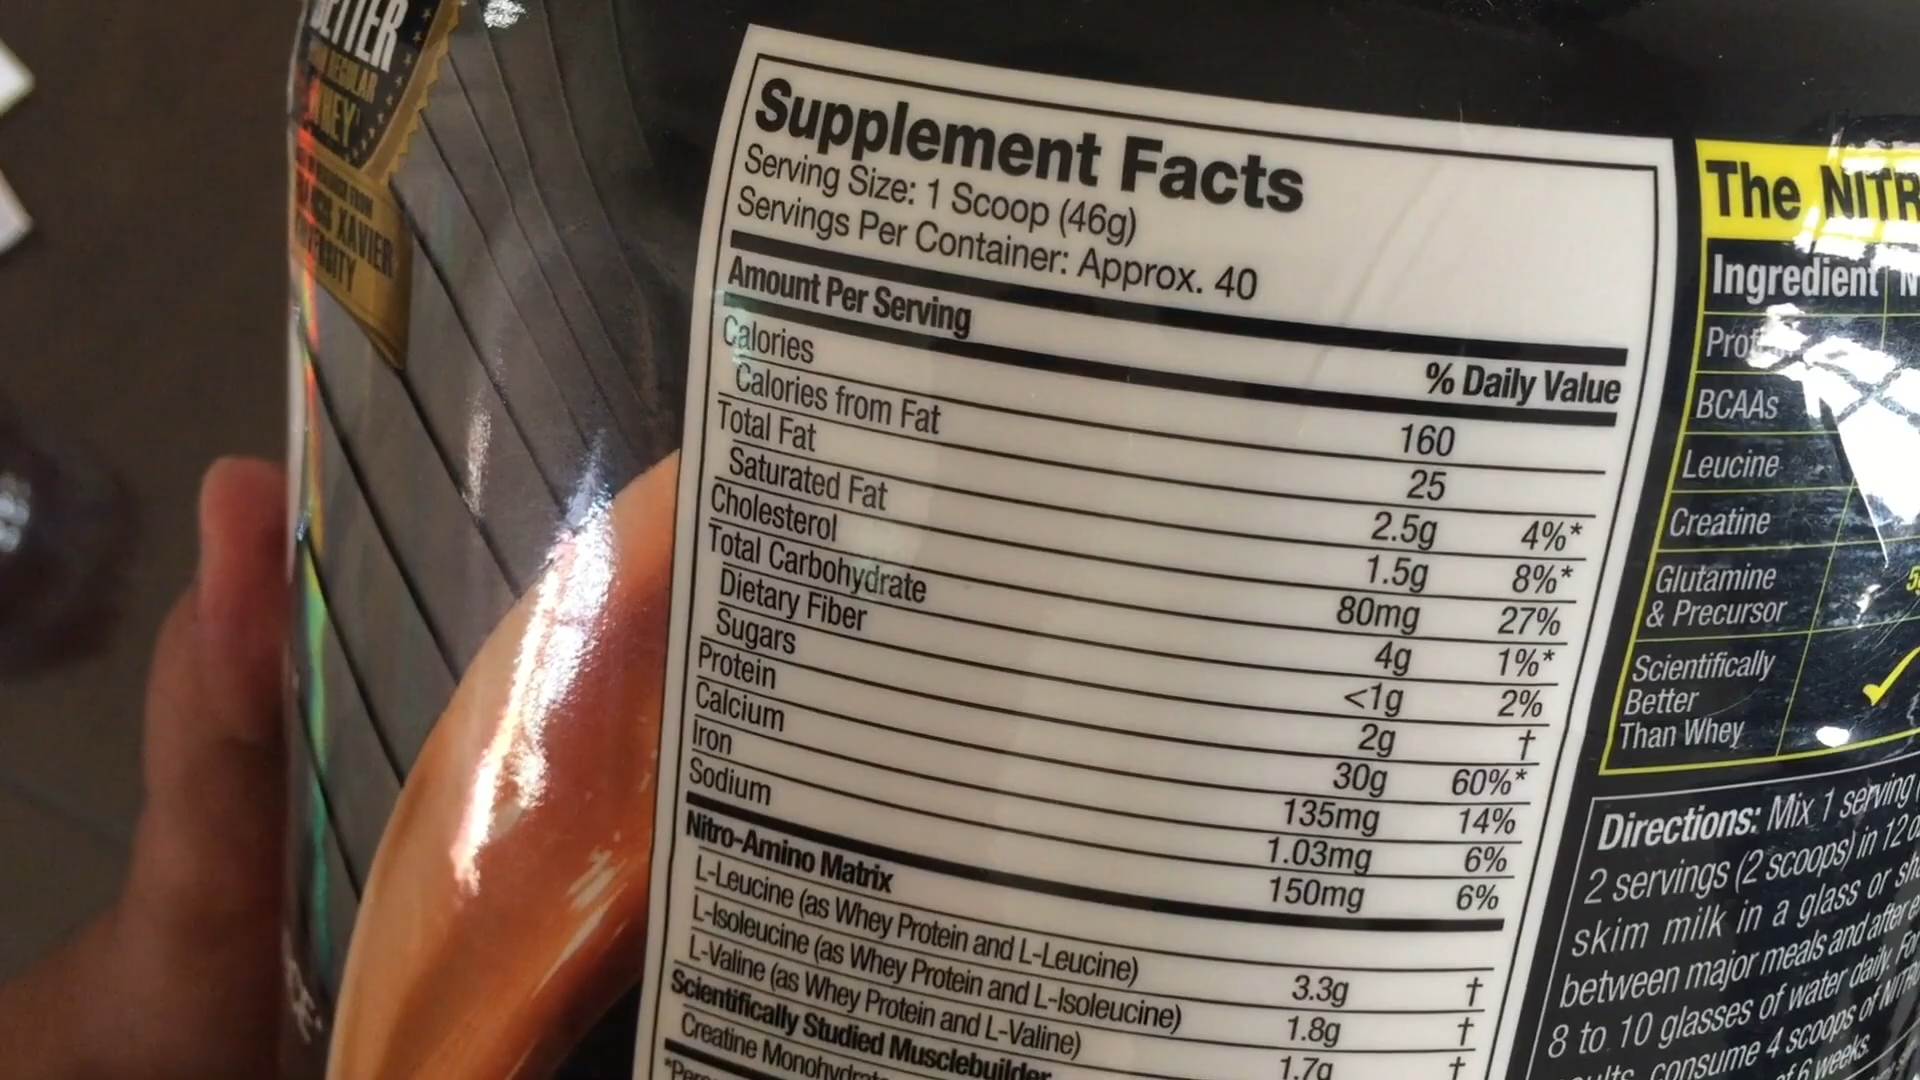 BETTER
REGULAR
WHEY
XAVIER
Supplement Facts
Serving Size: 1 Scoop (46g)
Servings Per Container: Approx. 40
Amount Per Serving
% Daily Value
Calories 160
Calories from Fat 25
Total Fat 2.5g 4%*
Saturated Fat 1.5g 8%*
Cholesterol 80mg 27%
Total Carbohydrate 4g 1%*
Dietary Fiber <1g 2%
Sugars 2g †
Protein 30g 60%*
Calcium 135mg 14%
Iron 1.03mg 6%
Sodium 150mg 6%
Nitro-Amino Matrix
L-Leucine (as Whey Protein and L-Leucine) 3.3g †
L-Isoleucine (as Whey Protein and L-Isoleucine) 1.8g †
L-Valine (as Whey Protein and L-Valine) 1.7g †
Scientifically Studied Musclebuilder
Creatine
The
Ingredient
BCAAs
Leucine
Creatine
Glutamine
& Precursor
Scientifically
Better
Than Whey
Directions: Mix 1 serving
2 servings (2 scoops) in 12
skim milk in a glass or
between major meals and after
8 to 10 glasses of water daily. For
consume 4 scoops of
of 6 weeks.